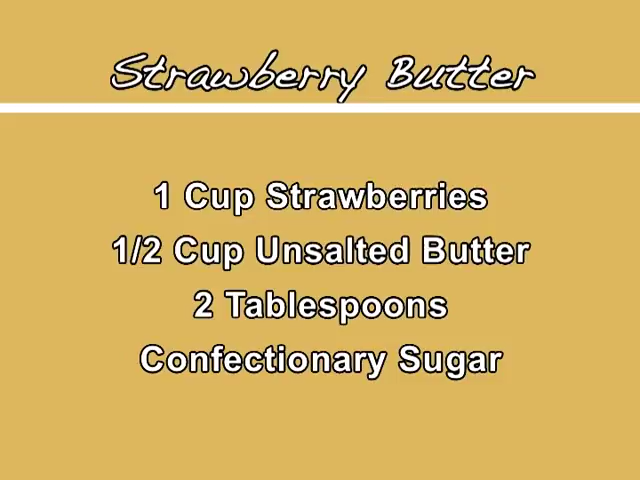 Strawberry Butter
1 Cup Strawberries
1/2 Cup Unsalted Butter
2 Tablespoons
Confectionary Sugar